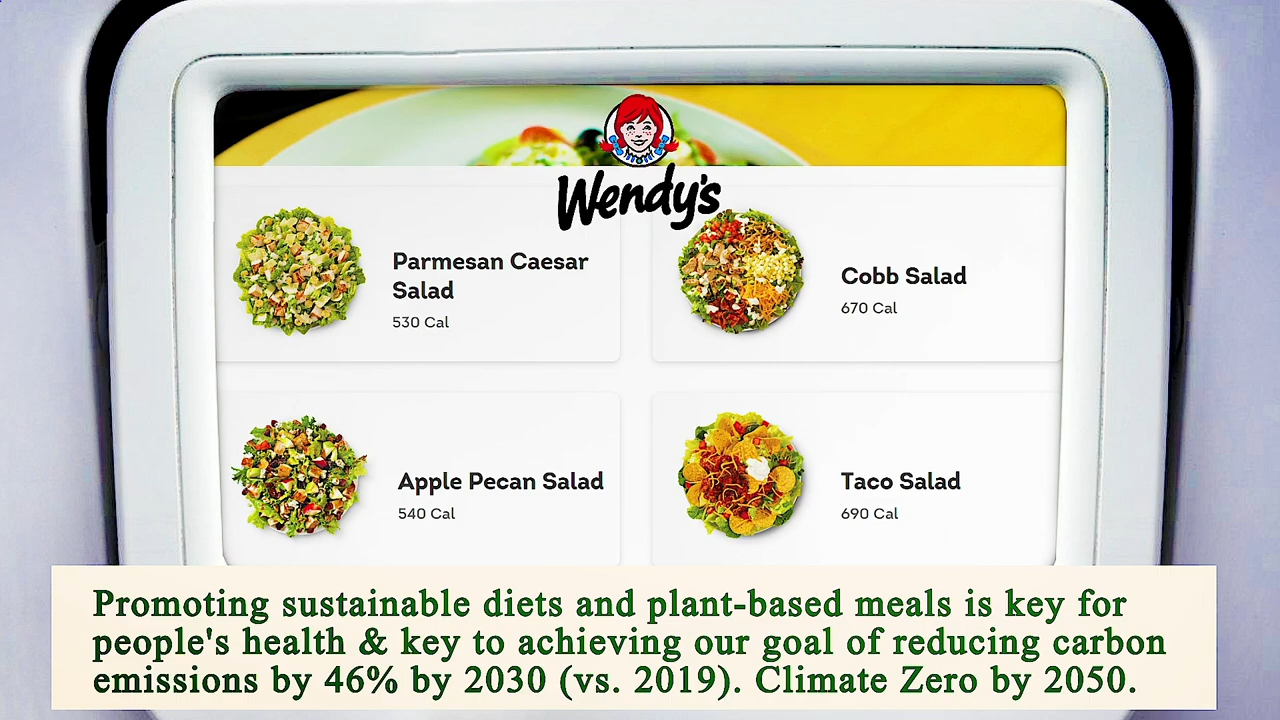 Wendy's
Parmesan Caesar
Salad
530 Cal
Cobb Salad
670 Cal
Apple Pecan Salad
540 Cal
Taco Salad
690 Cal
Promoting sustainable diets and plant-based meals is key for
people's health & key to achieving our goal of reducing carbon
emissions by 46% by 2030 (vs. 2019). Climate Zero by 2050.